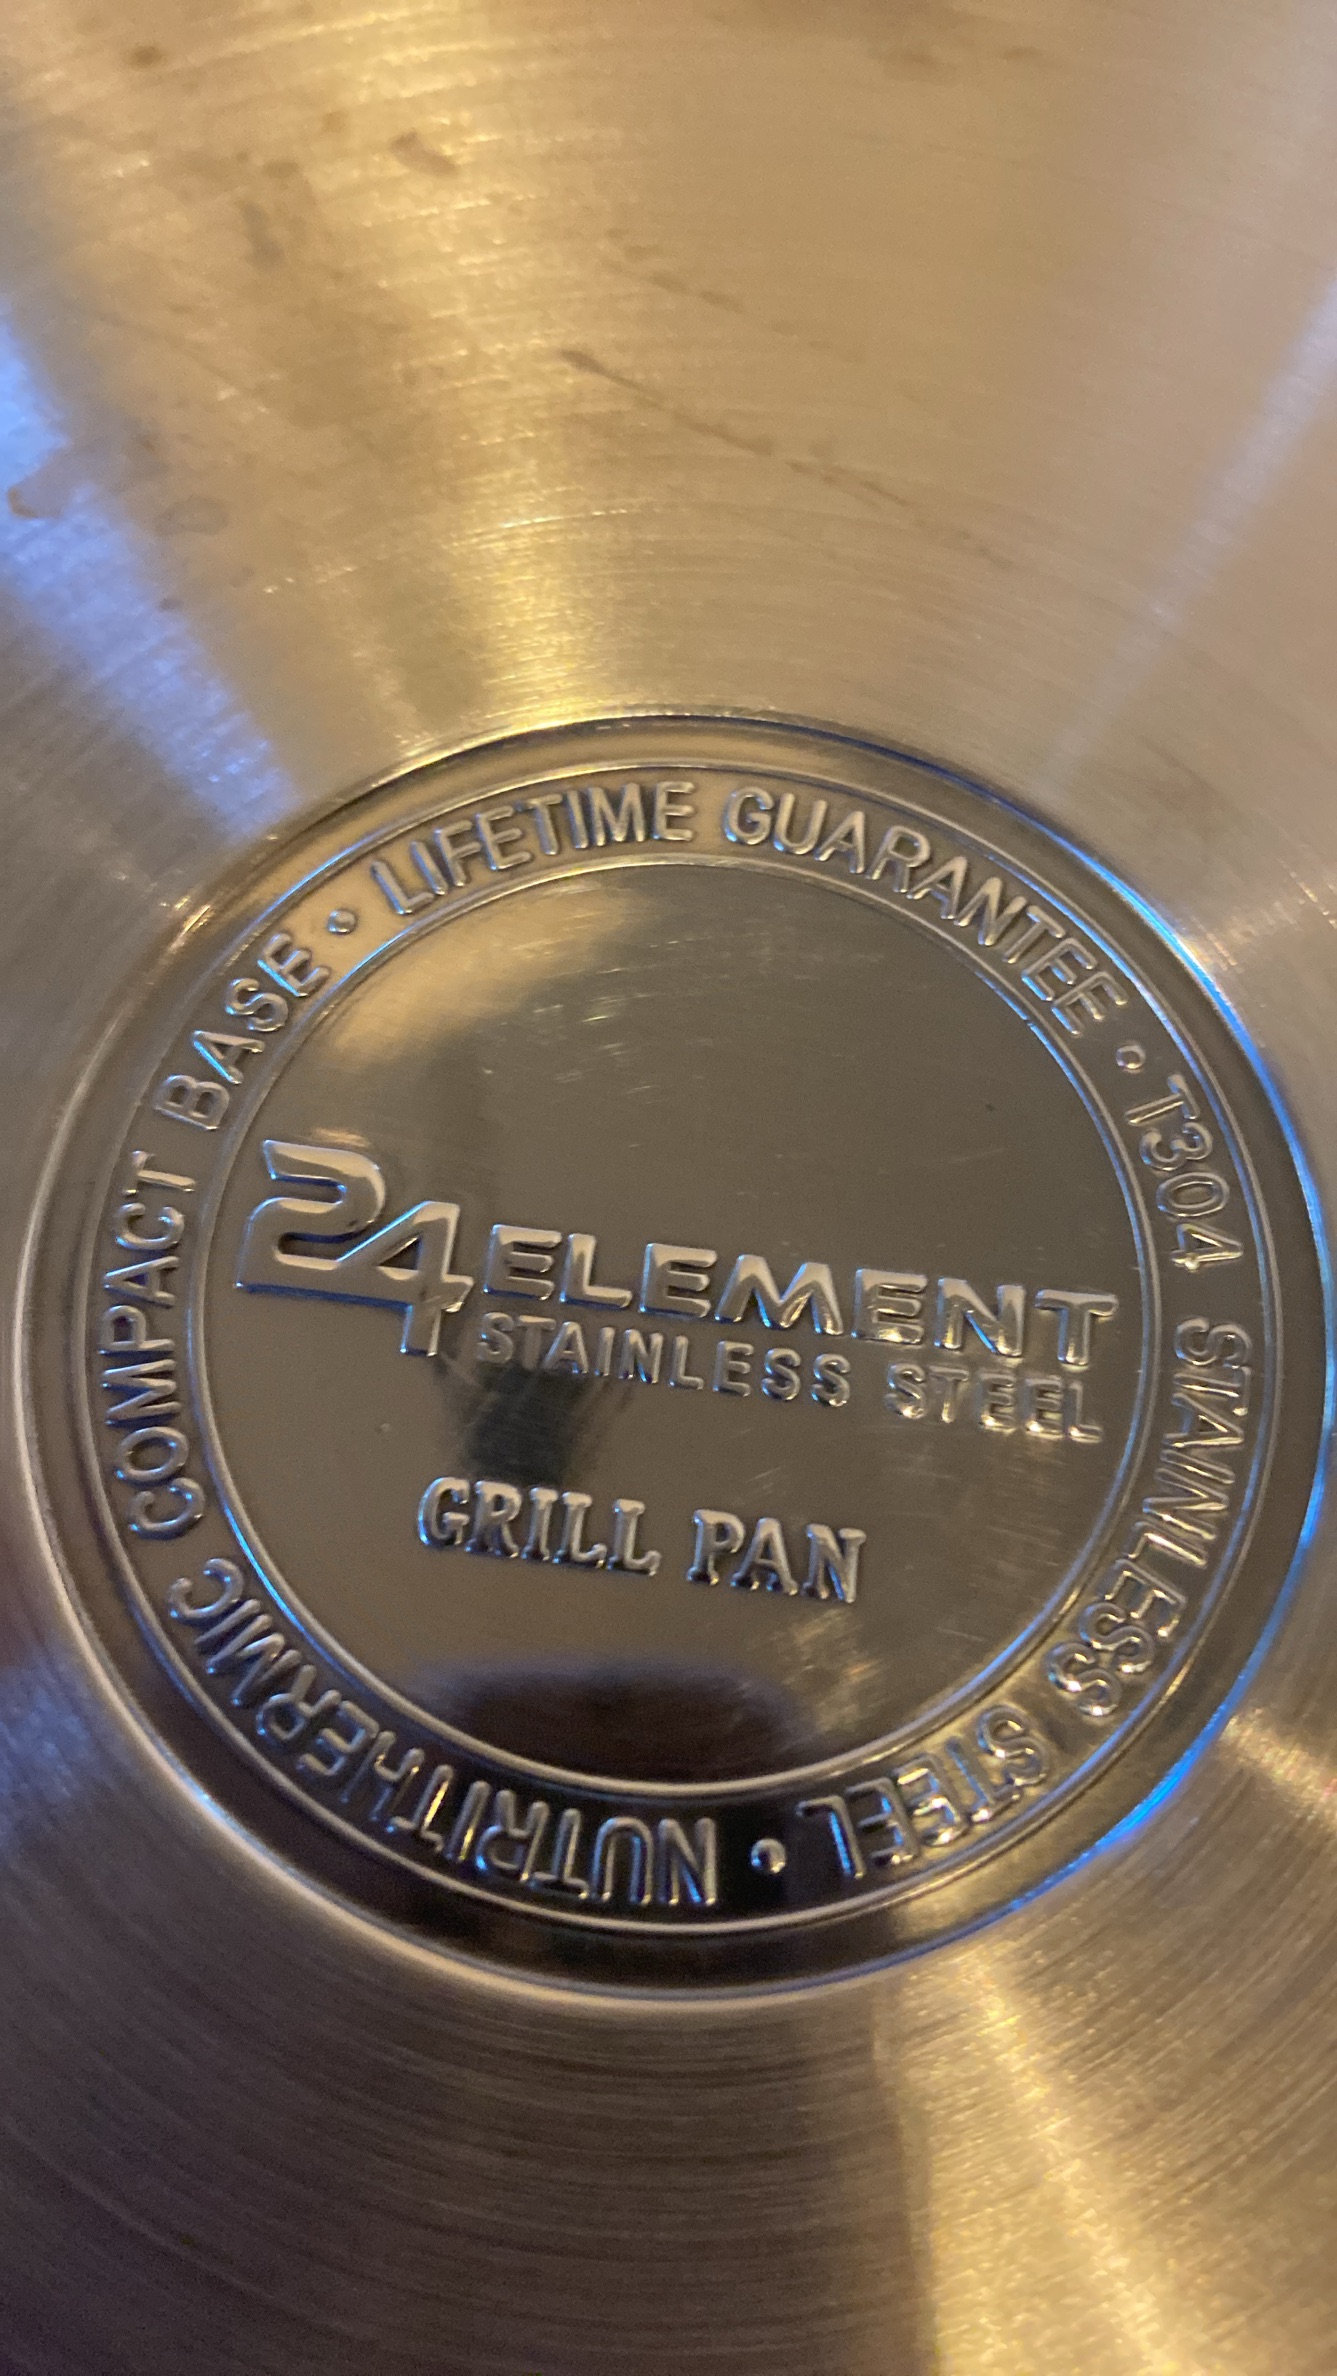 LIFETIME GUARANTEE • T304 STAINLESS STEEL • NUTRITHERMIC COMPACT BASE •
24 ELEMENT
STAINLESS STEEL
GRILL PAN